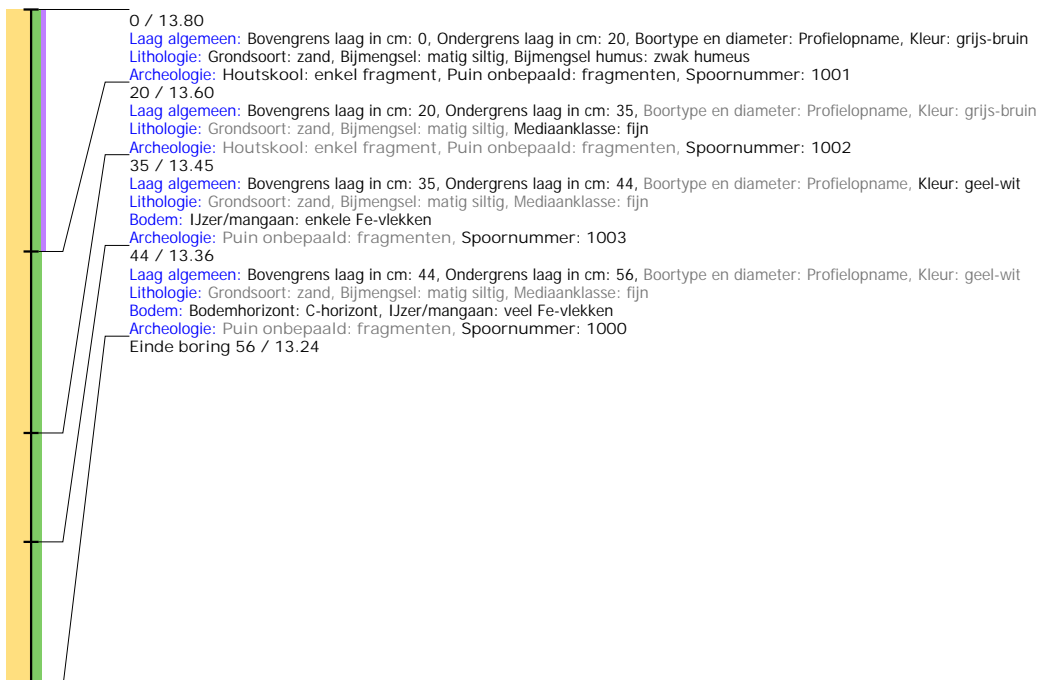 0 / 13.80
Laag algemeen: Bovengrens laag in cm: 0, Ondergrens laag in cm: 20, Boortype en diameter: Profielopname, Kleur: grijs-bruin
Lithologie: Grondsoort: zand, Bijmengsel: matig siltig, Bijmengsel humus: zwak humeus
Archeologie: Houtskool: enkel fragment, Puin onbepaald: fragmenten, Spoornummer: 1001
20 / 13.60
Laag algemeen: Bovengrens laag in cm: 20, Ondergrens laag in cm: 35, Boortype en diameter: Profielopname, Kleur: grijs-bruin
Lithologie: Grondsoort: zand, Bijmengsel: matig siltig, Mediaanklasse: fijn
Archeologie: Houtskool: enkel fragment, Puin onbepaald: fragmenten, Spoornummer: 1002
35 / 13.45
Laag algemeen: Bovengrens laag in cm: 35, Ondergrens laag in cm: 44, Boortype en diameter: Profielopname, Kleur: geel-wit
Lithologie: Grondsoort: zand, Bijmengsel: matig siltig, Mediaanklasse: fijn
Bodem: IJzer/mangaan: enkele Fe-vlekken
Archeologie: Puin onbepaald: fragmenten, Spoornummer: 1003
44 / 13.36
Laag algemeen: Bovengrens laag in cm: 44, Ondergrens laag in cm: 56, Boortype en diameter: Profielopname, Kleur: geel-wit
Lithologie: Grondsoort: zand, Bijmengsel: matig siltig, Mediaanklasse: fijn
Bodem: Bodemhorizont: C-horizont, IJzer/mangaan: veel Fe-vlekken
Archeologie: Puin onbepaald: fragmenten, Spoornummer: 1000
Einde boring 56 / 13.24